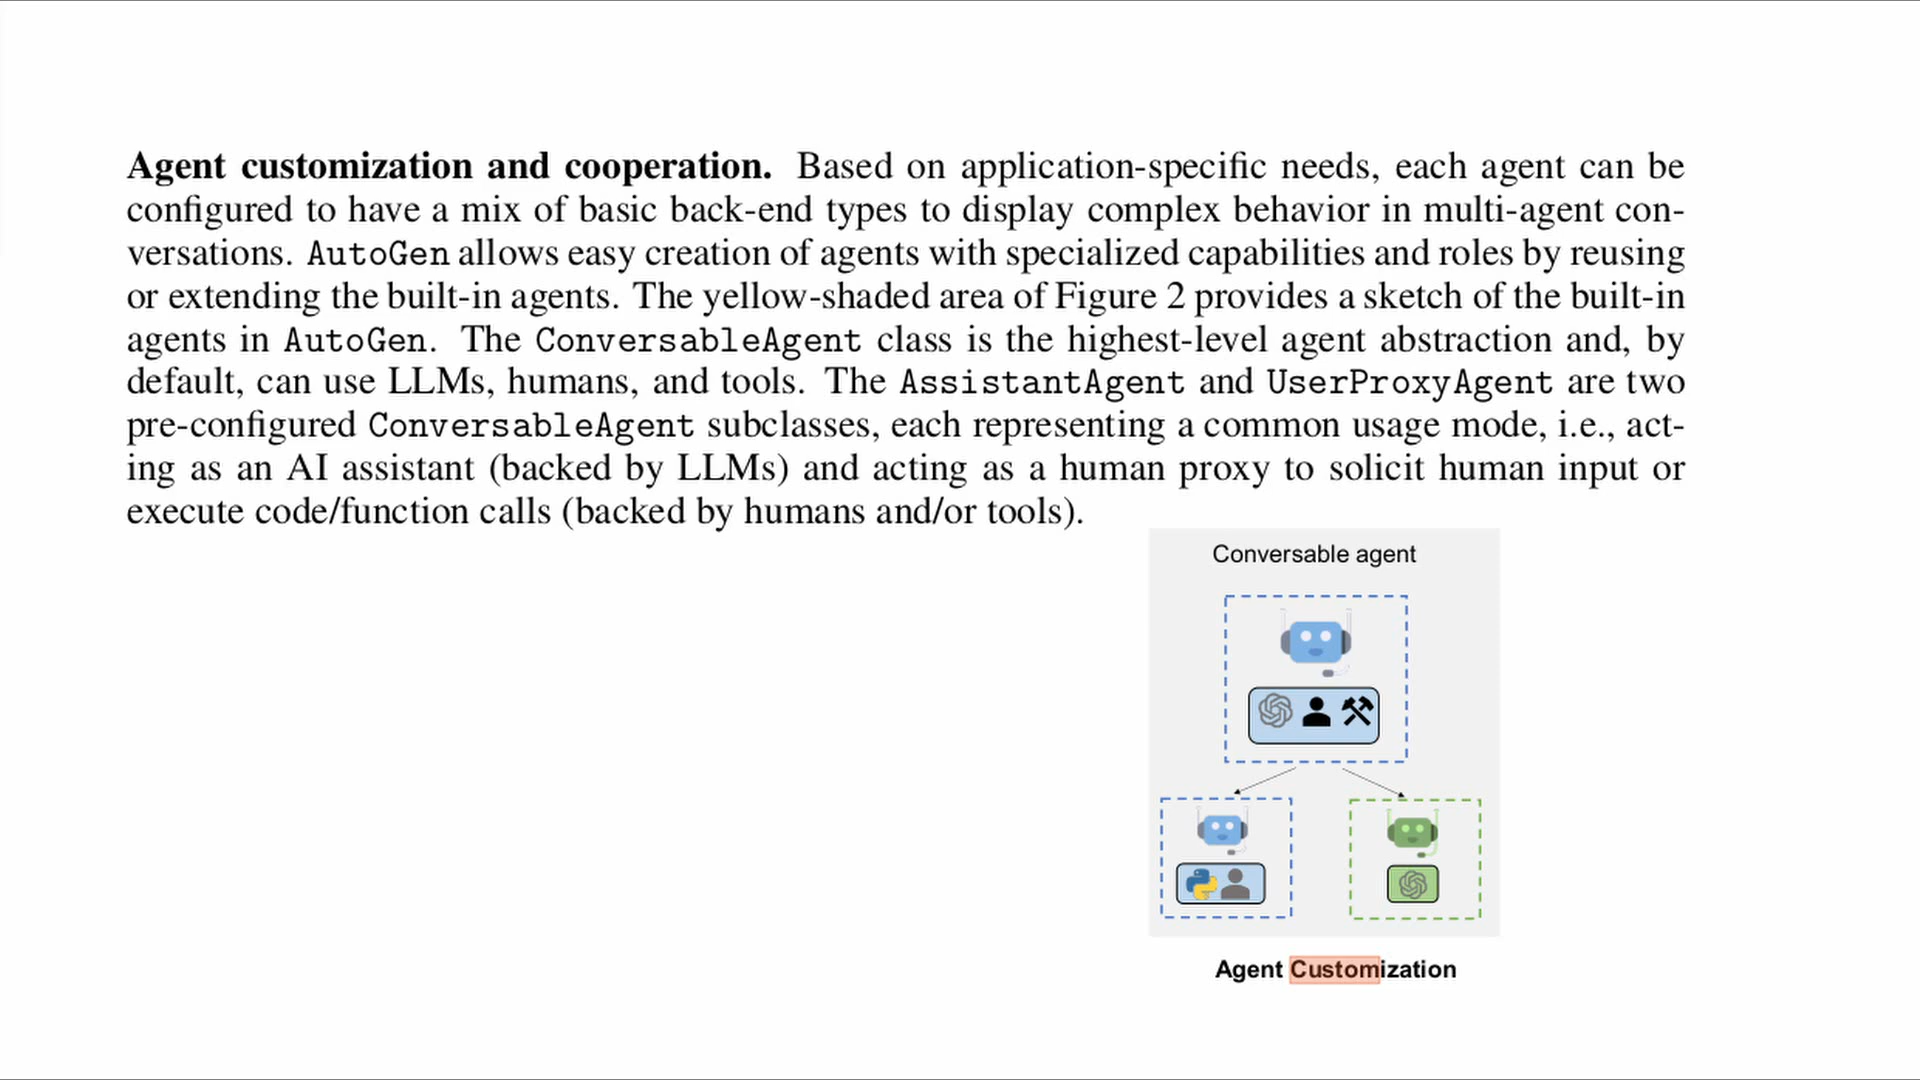 Agent customization and cooperation. Based on application-specific needs, each agent can be
configured to have a mix of basic back-end types to display complex behavior in multi-agent con-
versations. AutoGen allows easy creation of agents with specialized capabilities and roles by reusing
or extending the built-in agents. The yellow-shaded area of Figure 2 provides a sketch of the built-in
agents in AutoGen. The ConversableAgent class is the highest-level agent abstraction and, by
default, can use LLMs, humans, and tools. The AssistantAgent and UserProxyAgent are two
pre-configured ConversableAgent subclasses, each representing a common usage mode, i.e., act-
ing as an AI assistant (backed by LLMs) and acting as a human proxy to solicit human input or
execute code/function calls (backed by humans and/or tools).
Conversable agent
Agent Customization